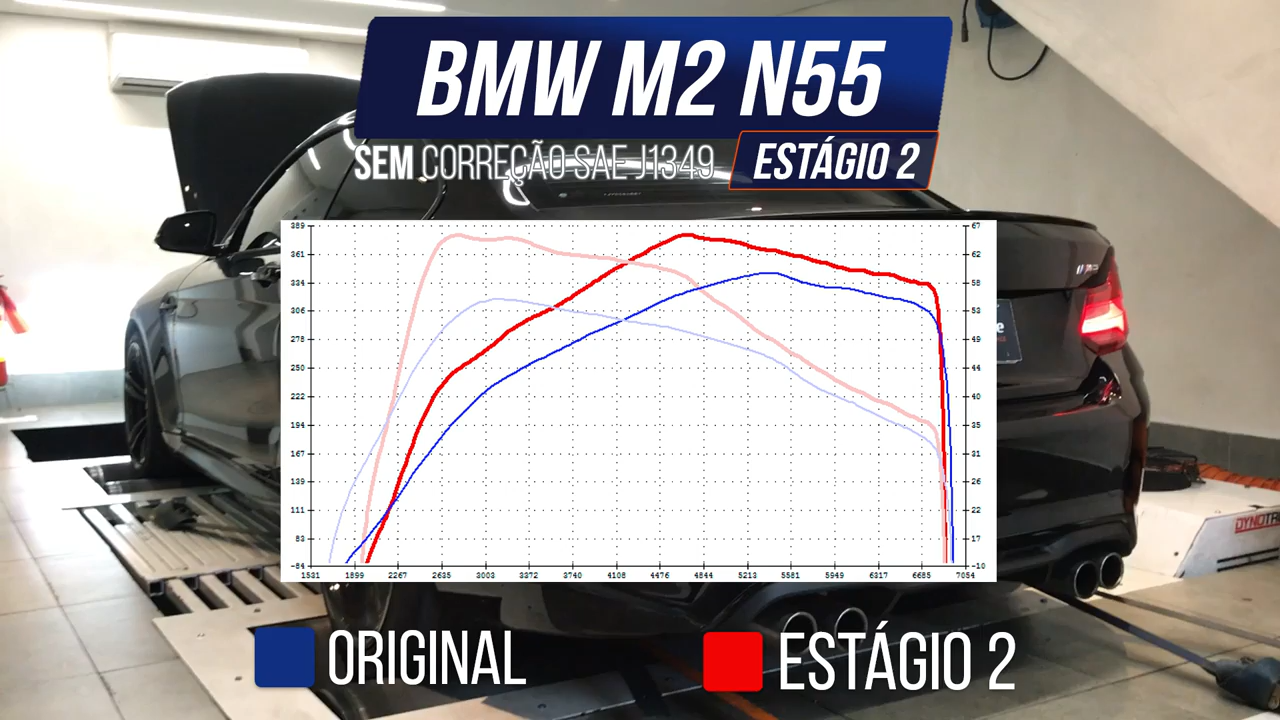 BMW M2 N55
SEM CORREÇÃO SAE J1349
ESTÁGIO 2
389 67
361 62
334 58
306 53
278 49
250 44
222 40
194 35
167 31
139 26
111 22
83 17
-84 -10
1531 1899 2267 2635 3003 3372 3740 4108 4476 4844 5213 5581 5949 6317 6685 7054
ORIGINAL
ESTÁGIO 2